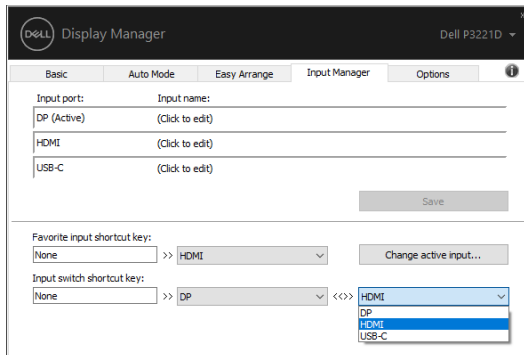 DELL Display Manager Dell P3221D
Basic Auto Mode Easy Arrange Input Manager Options
Input port: Input name:
DP (Active) (Click to edit)
HDMI (Click to edit)
USB-C (Click to edit)
Save
Favorite input shortcut key:
None >> HDMI Change active input...
Input switch shortcut key:
None >> DP <<>> HDMI
DP
HDMI
USB-C